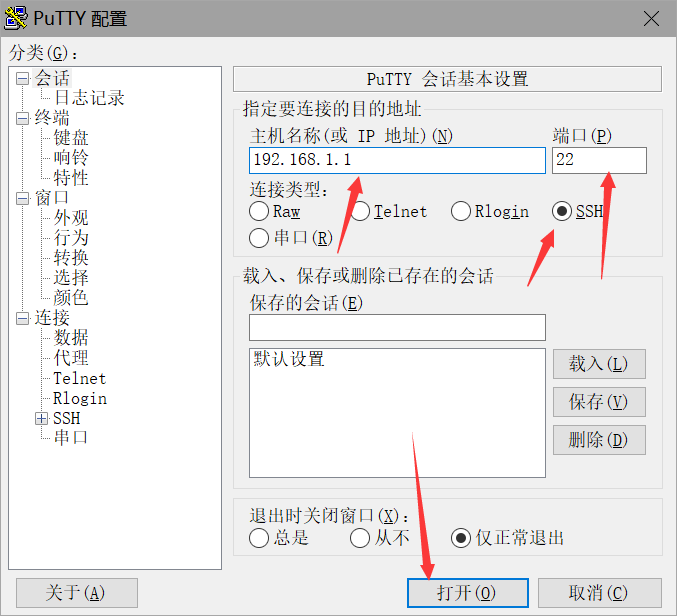 PuTTY 配置
分类(G):
会话
日志记录
终端
键盘
响铃
特性
窗口
外观
行为
转换
选择
颜色
连接
数据
代理
Telnet
Rlogin
SSH
串口
PuTTY 会话基本设置
指定要连接的目的地址
主机名称(或 IP 地址)(N) 端口(P)
192.168.1.1 22
连接类型:
Raw Telnet Rlogin SSH
串口(R)
载入、保存或删除已存在的会话
保存的会话(E)
默认设置
载入(L)
保存(V)
删除(D)
退出时关闭窗口(X):
总是 从不 仅正常退出
关于(A) 打开(O) 取消(C)